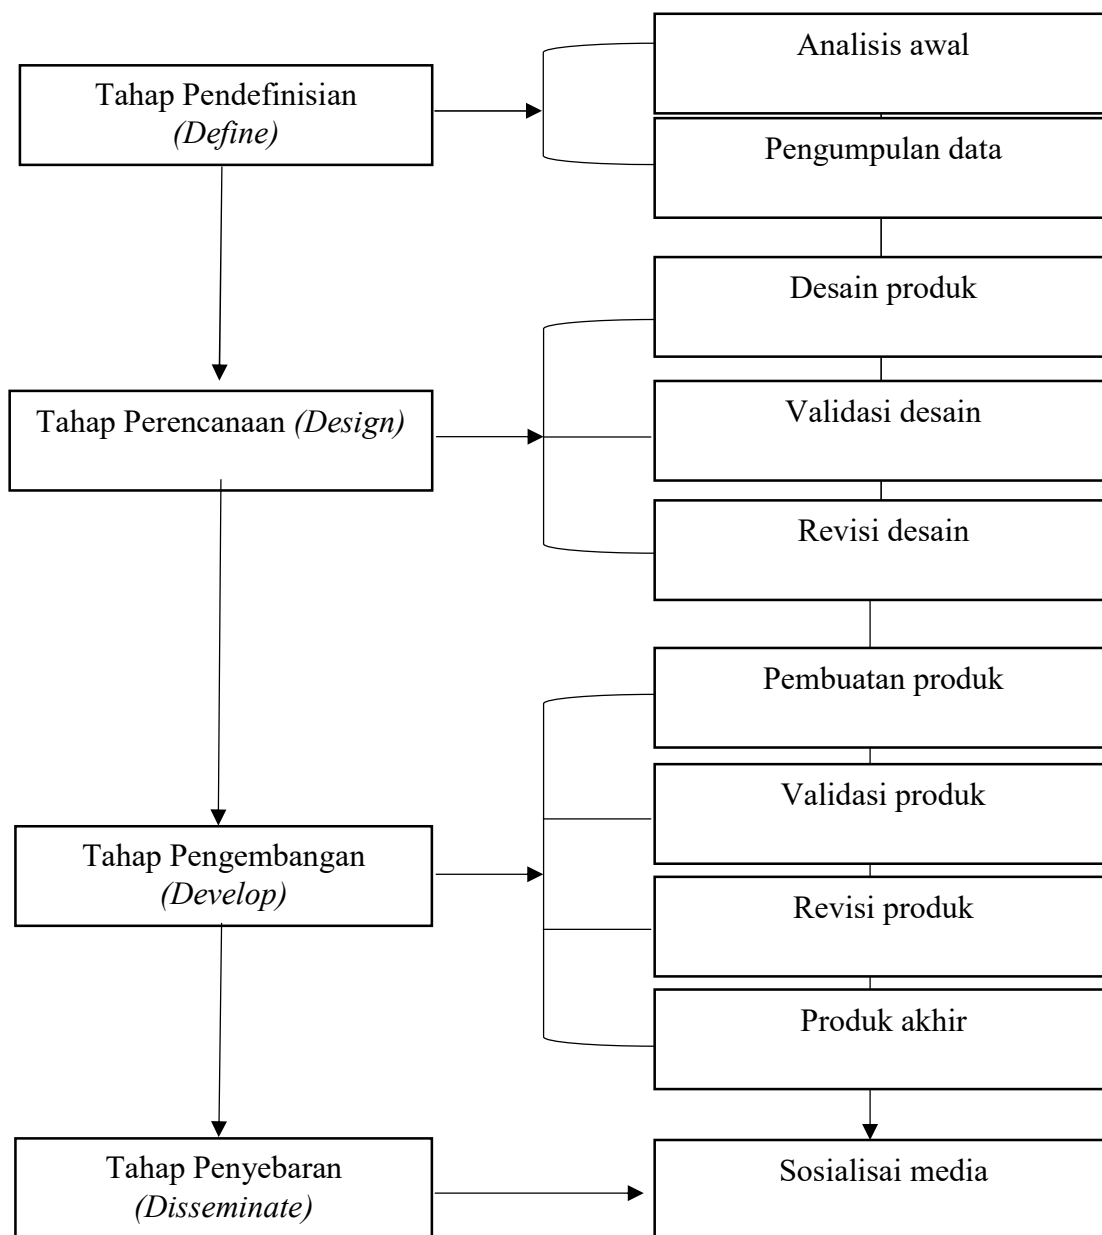 Analisis awal
Tahap Pendefinisian
(Define)
Pengumpulan data
Desain produk
Tahap Perencanaan (Design)
Validasi desain
Revisi desain
Pembuatan produk
Validasi produk
Tahap Pengembangan
(Develop)
Revisi produk
Produk akhir
Tahap Penyebaran
(Disseminate)
Sosialisai media